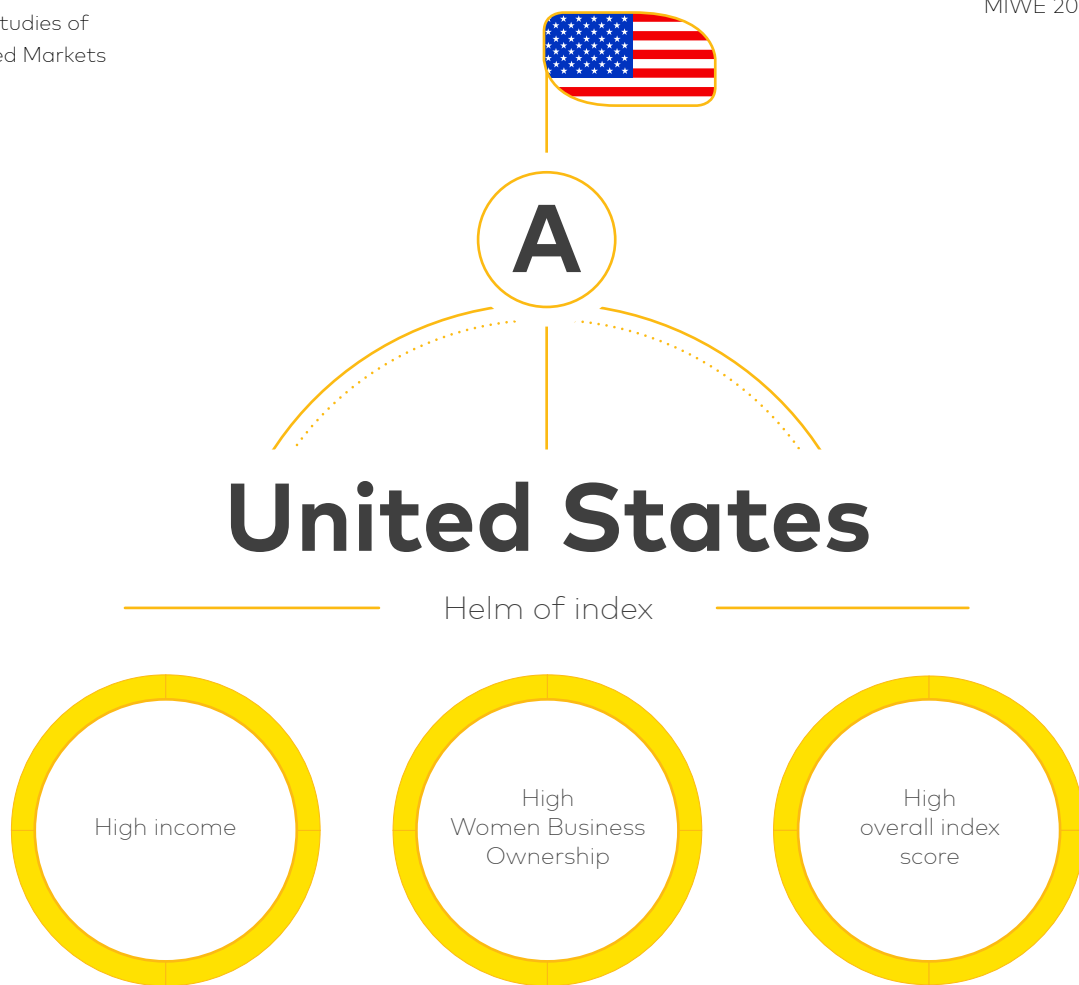 tudies of
ed Markets
MIWE 20
A
United States
Helm of index
High income
High
Women Business
Ownership
High
overall index
score